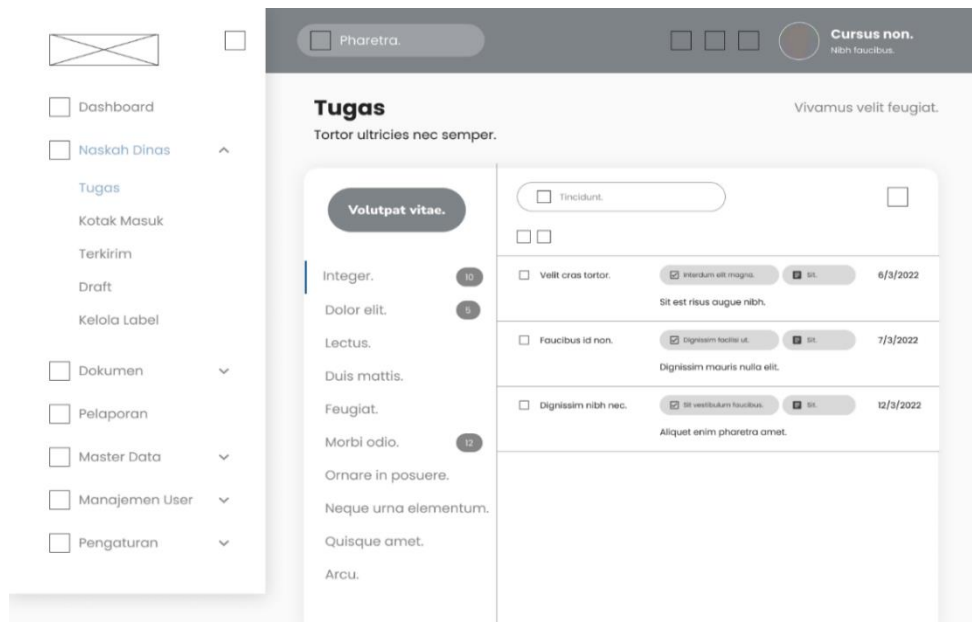 Pharetra.
Cursus non.
Nibh faucibus.
Dashboard
Naskah Dinas
Tugas
Kotak Masuk
Terkirim
Draft
Kelola Label
Dokumen
Pelaporan
Master Data
Manajemen User
Pengaturan
Tugas
Vivamus velit feugiat.
Tortor ultricies nec semper.
Volutpat vitae.
Integer. 10
Dolor elit. 5
Lectus.
Duis mattis.
Feugiat.
Morbi odio. 12
Ornare in posuere.
Neque urna elementum.
Quisque amet.
Arcu.
Tincidunt.
Velit cras tortor. Interdum elit magna. Sit. 6/3/2022
Sit est risus augue nibh.
Faucibus id non. Dignissim facilisi ut. Sit. 7/3/2022
Dignissim mauris nulla elit.
Dignissim nibh nec. Sit vestibulum faucibus. Sit. 12/3/2022
Aliquet enim pharetra amet.